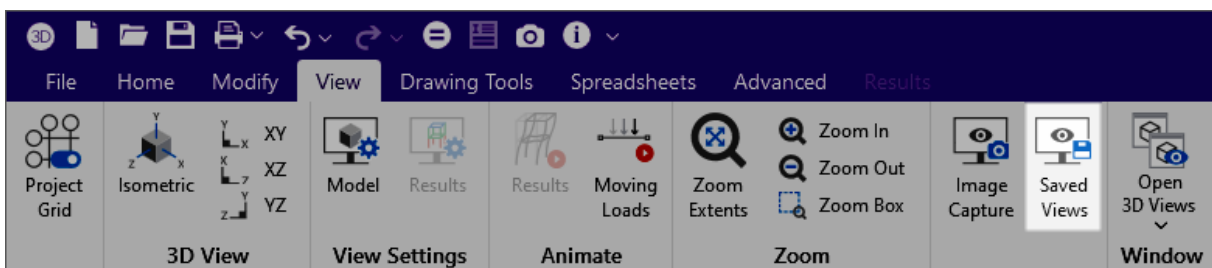 3D
File Home Modify View Drawing Tools Spreadsheets Advanced Results
Project Grid
Y
Z X
Isometric
Y X XY
X Z XZ
Y Z YZ
3D View
Model
Results
View Settings
Results
Moving Loads
Animate
Zoom Extents
Zoom In
Zoom Out
Zoom Box
Zoom
Image Capture
Saved Views
Open 3D Views
Window